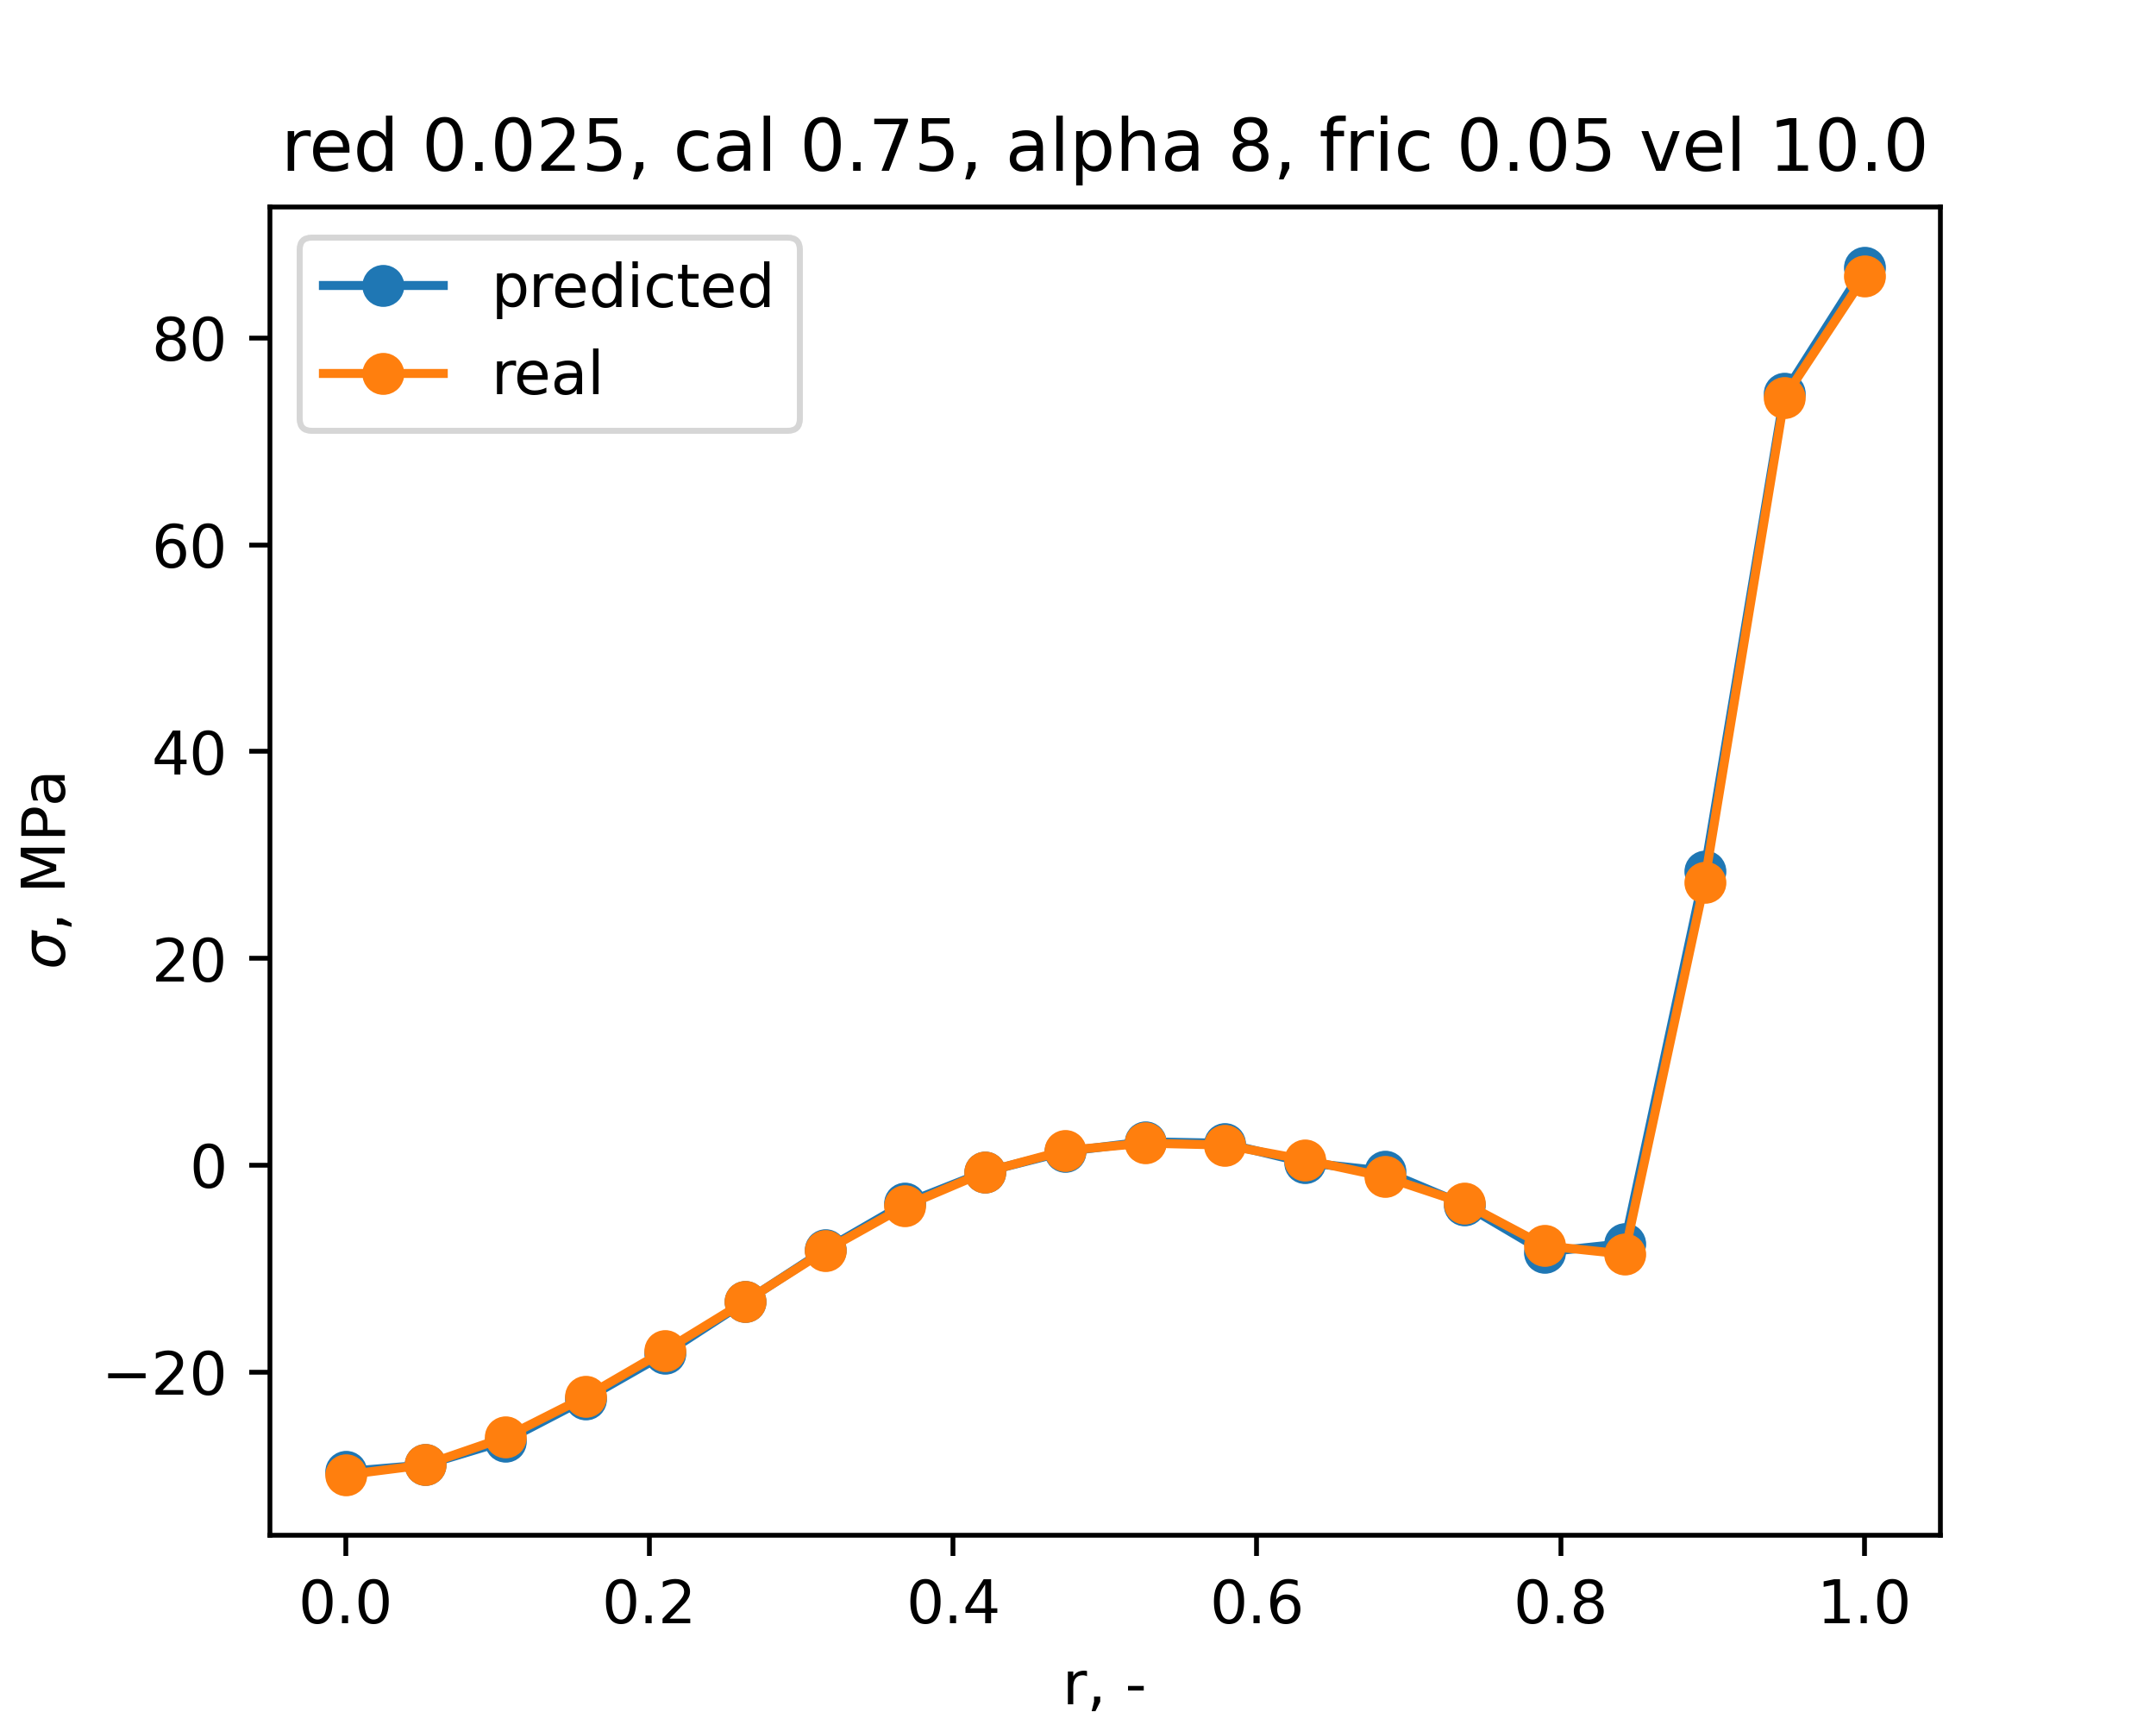 red 0.025, cal 0.75, alpha 8, fric 0.05 vel 10.0
predicted
real
80
60
40
20
0
−20
σ, MPa
0.0 0.2 0.4 0.6 0.8 1.0
r, -